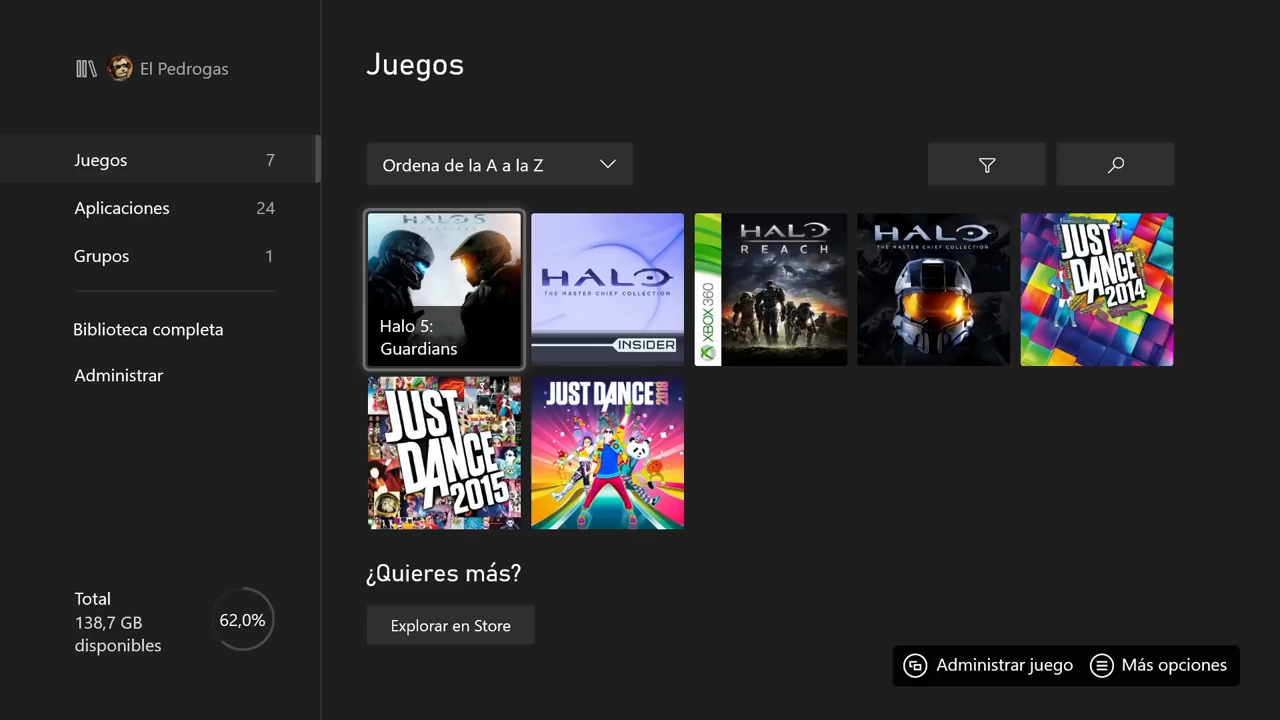 El Pedrogas
Juegos
Juegos 7
Aplicaciones 24
Grupos 1
Biblioteca completa
Administrar
Total
138,7 GB
disponibles
62,0%
Ordena de la A a la Z
HALO 5
Halo 5:
Guardians
HALO
THE MASTER CHIEF COLLECTION
INSIDER
XBOX 360
HALO
REACH
HALO
THE MASTER CHIEF COLLECTION
JUST
DANCE
2014
JUST
DANCE
2015
JUST DANCE 2018
¿Quieres más?
Explorar en Store
Administrar juego
Más opciones